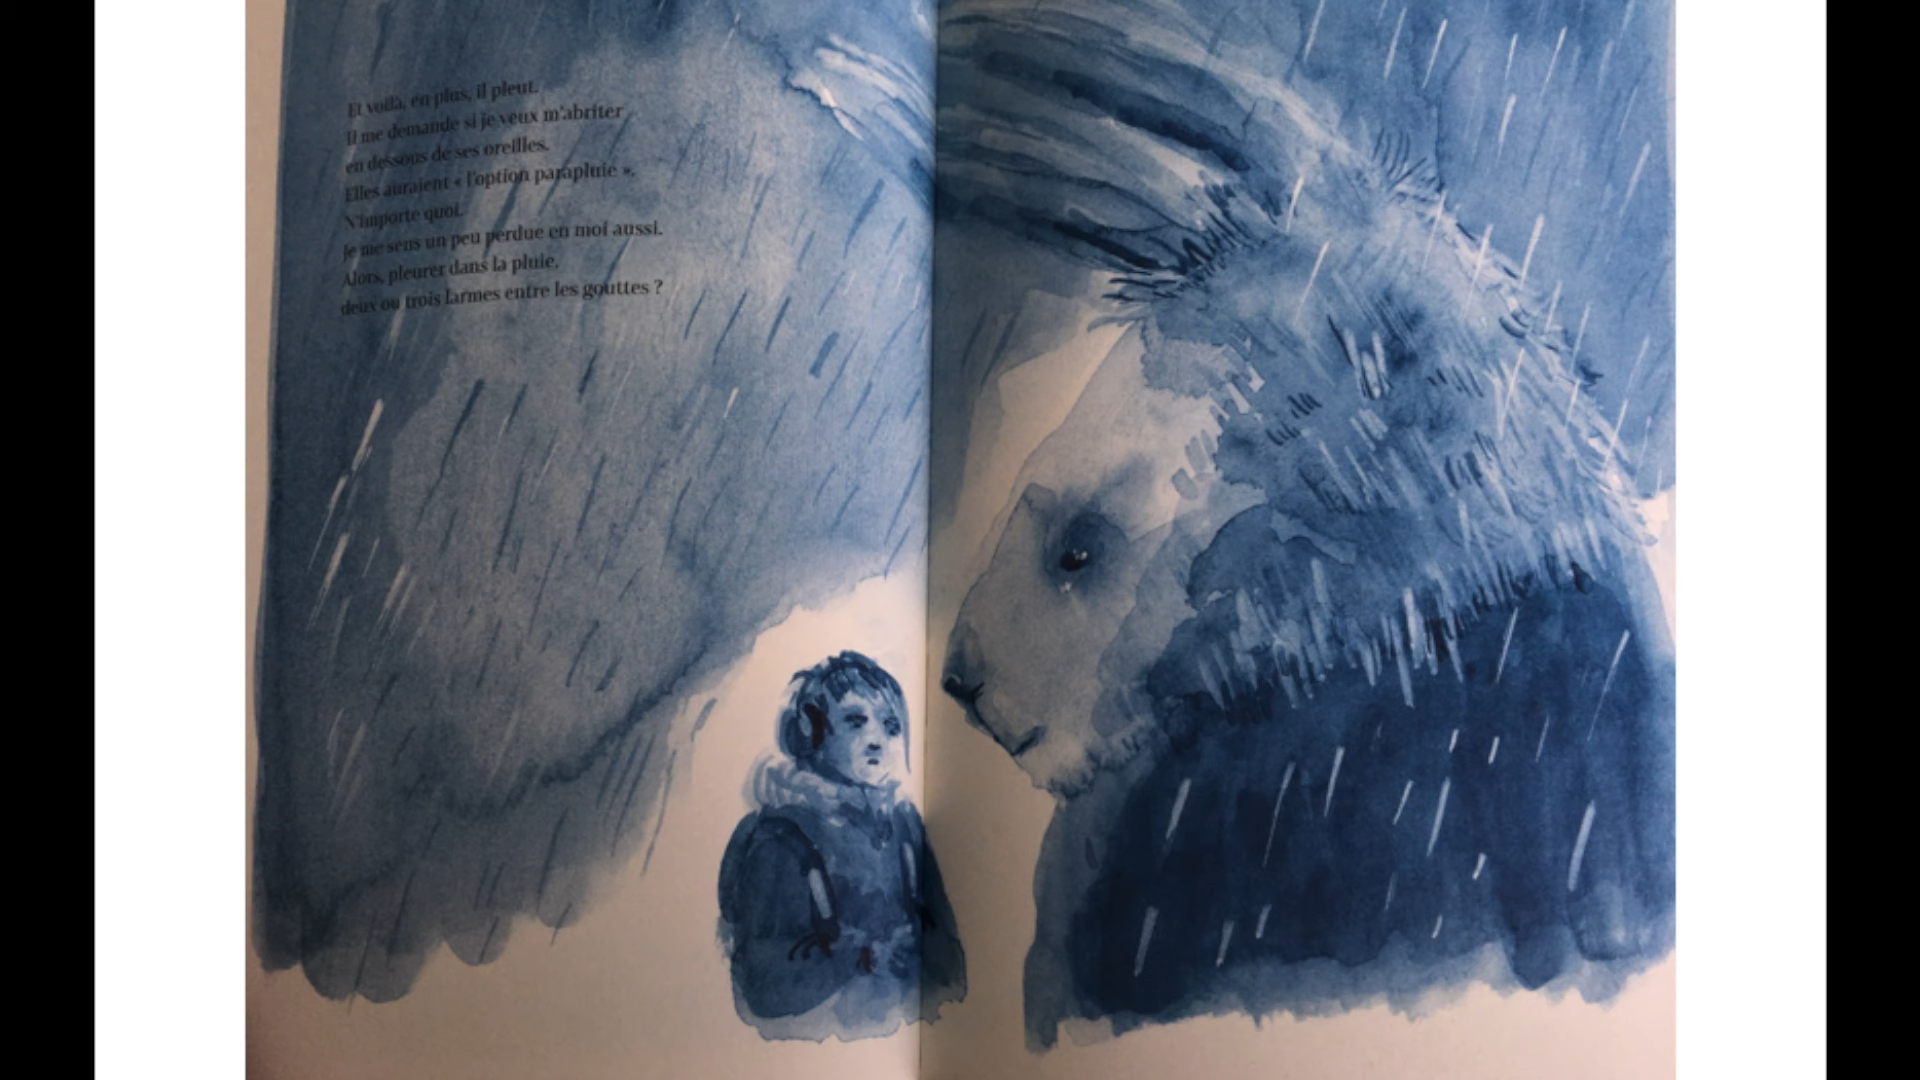 Et voilà, en plus, il pleut.
Il me demande si je veux m'abriter
en dessous de ses oreilles.
Elles auraient « l'option parapluie ».
N'importe quoi.
Je me sens un peu perdue en moi aussi.
Alors, pleurer dans la pluie,
deux ou trois larmes entre les gouttes ?